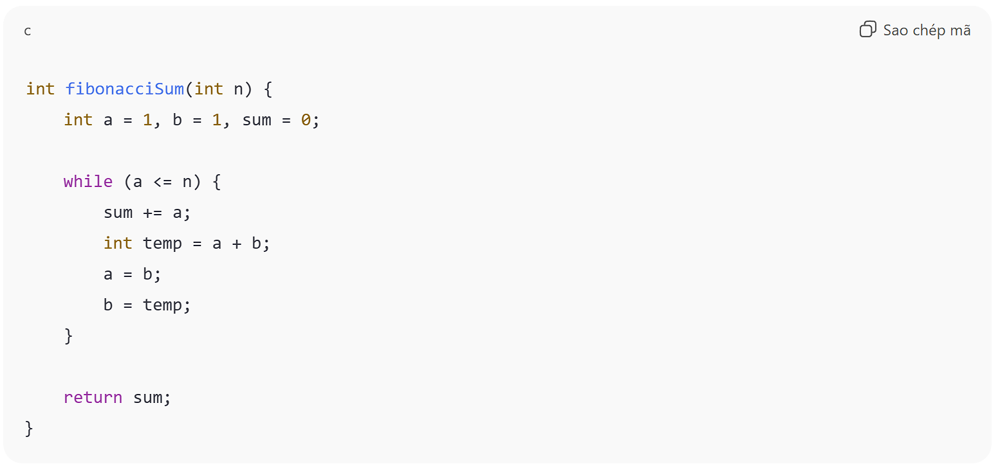 c
Sao chép mã
int fibonacciSum(int n) {
    int a = 1, b = 1, sum = 0;
    while (a <= n) {
        sum += a;
        int temp = a + b;
        a = b;
        b = temp;
    }
    return sum;
}